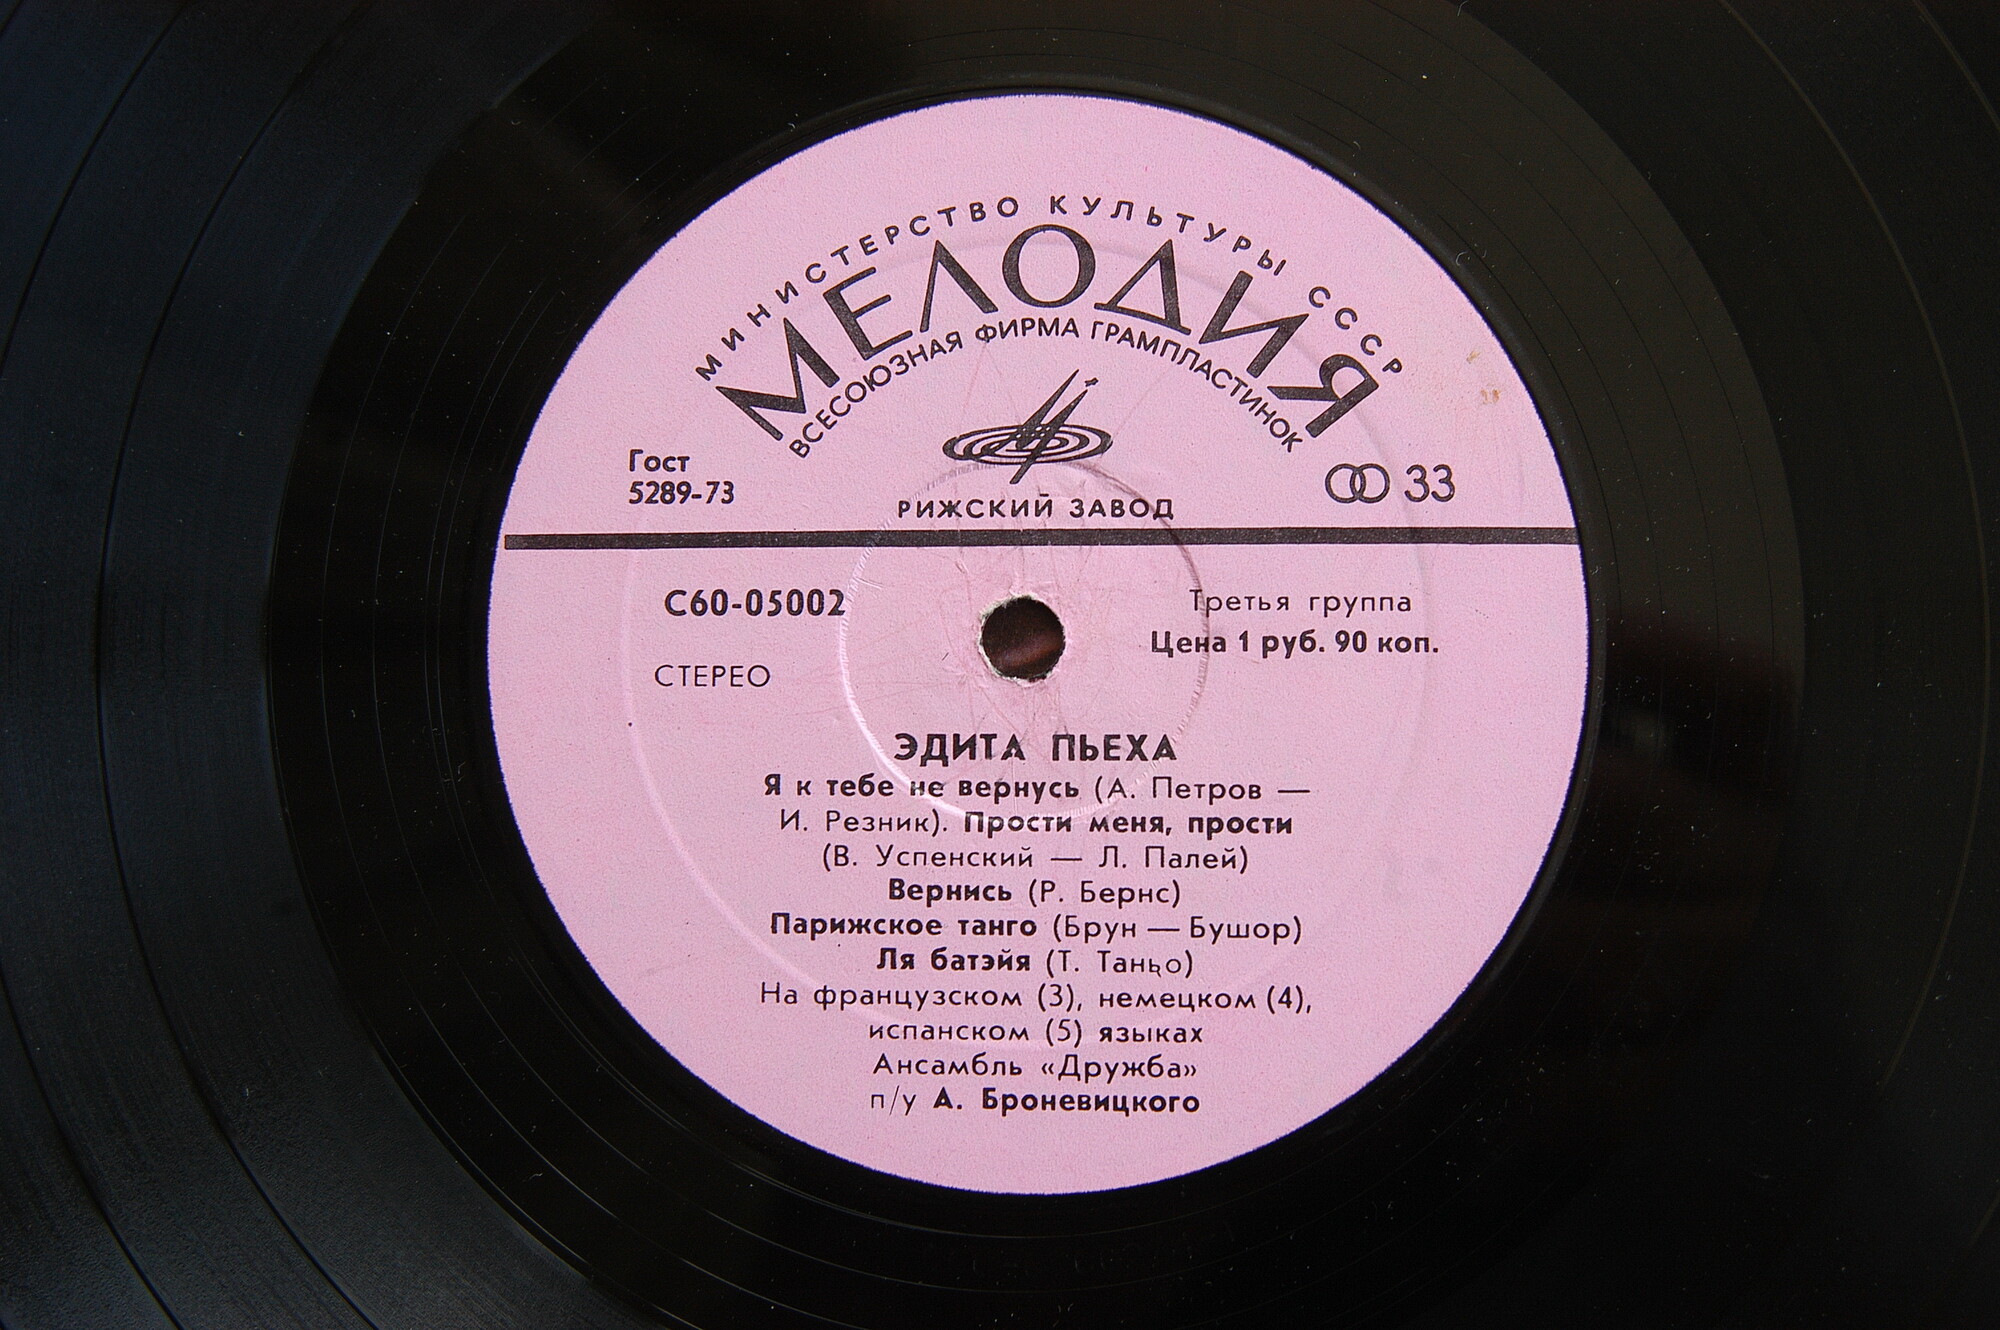 МИНИСТЕРСТВО КУЛЬТУРЫ СССР
МЕЛОДИЯ
ВСЕСОЮЗНАЯ ФИРМА ГРАМПЛАСТИНОК
Гост
5289-73
РИЖСКИЙ ЗАВОД
33
С60-05002
Третья группа
Цена 1 руб. 90 коп.
СТЕРЕО
ЭДИТА ПЬЕХА
Я к тебе не вернусь (А. Петров —
И. Резник). Прости меня, прости
(В. Успенский — Л. Палей)
Вернись (Р. Бернс)
Парижское танго (Брун — Бушор)
Ля батэйя (Т. Таньо)
На французском (3), немецком (4),
испанском (5) языках
Ансамбль «Дружба»
п/у А. Броневицкого